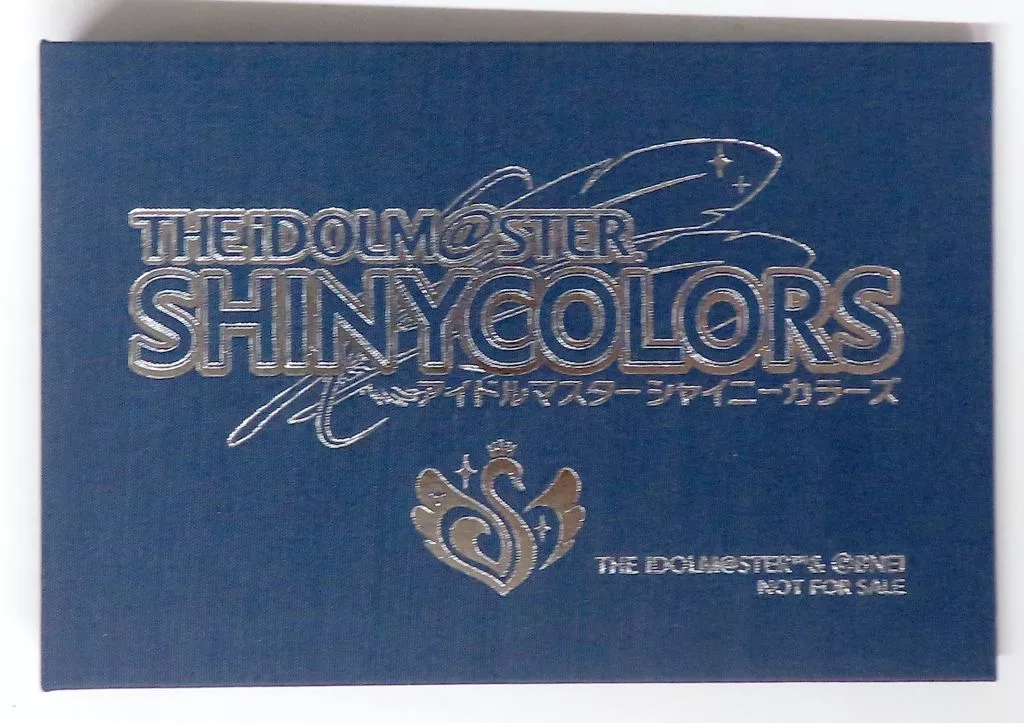 THE iDOLM@STER
SHINYCOLORS
アイドルマスター シャイニーカラーズ
THE IDOLM@STER™& ©BNEI
NOT FOR SALE